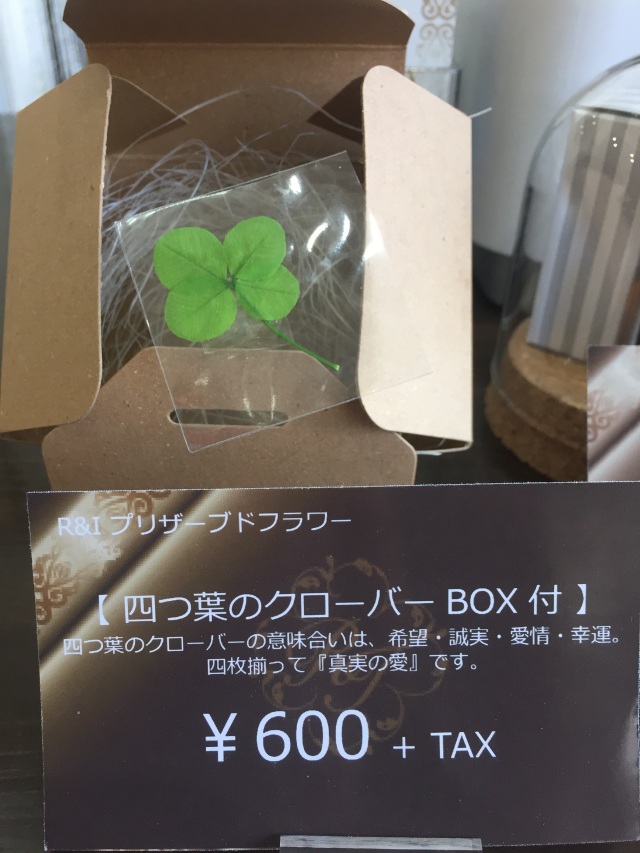 R&I プリザーブドフラワー
【 四つ葉のクローバー BOX 付 】
四つ葉のクローバーの意味合いは、希望・誠実・愛情・幸運。
四枚揃って『真実の愛』です。
¥ 600 + TAX